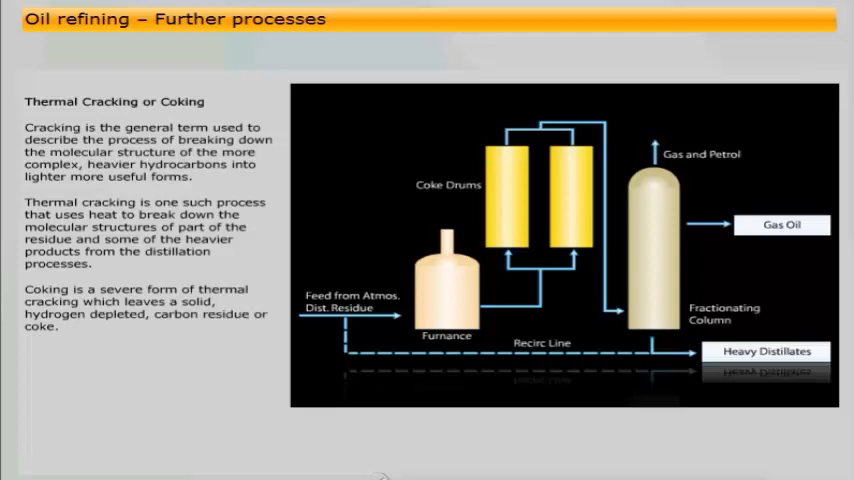 Oil refining – Further processes
Thermal Cracking or Coking
Cracking is the general term used to
describe the process of breaking down
the molecular structure of the more
complex, heavier hydrocarbons into
lighter more useful forms.
Thermal cracking is one such process
that uses heat to break down the
molecular structures of part of the
residue and some of the heavier
products from the distillation
processes.
Coking is a severe form of thermal
cracking which leaves a solid,
hydrogen depleted, carbon residue or
coke.
Gas and Petrol
Coke Drums
Gas Oil
Feed from Atmos.
Dist. Residue
Furnance
Fractionating
Column
Recirc Line
Heavy Distillates